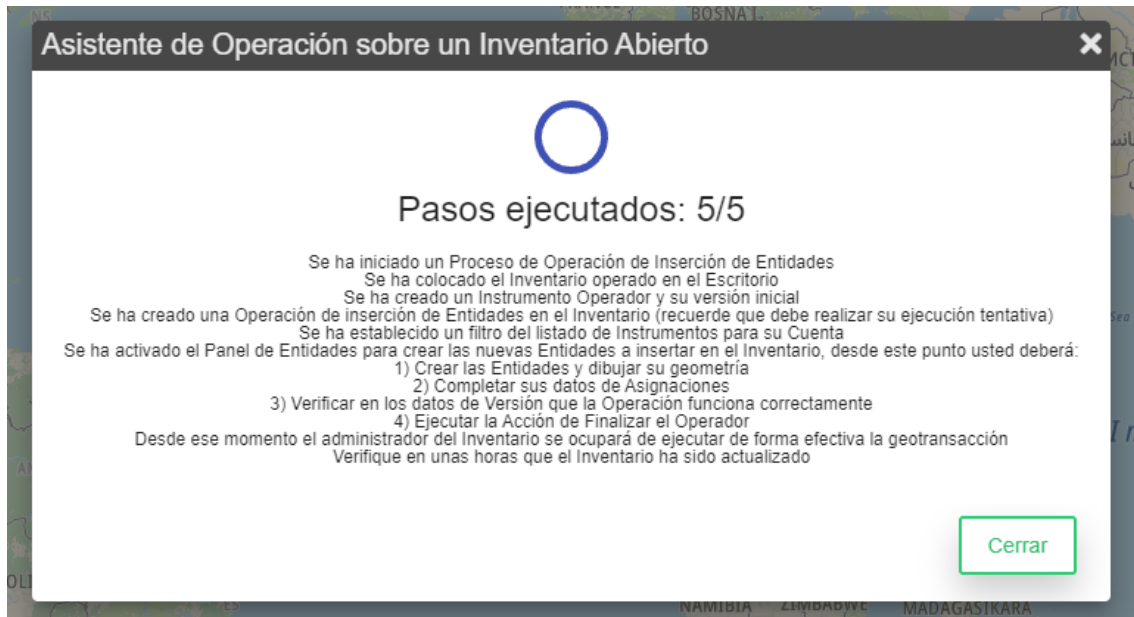 BOSNA I
Asistente de Operación sobre un Inventario Abierto
Pasos ejecutados: 5/5
Se ha iniciado un Proceso de Operación de Inserción de Entidades
Se ha colocado el Inventario operado en el Escritorio
Se ha creado un Instrumento Operador y su versión inicial
Se ha creado una Operación de inserción de Entidades en el Inventario (recuerde que debe realizar su ejecución tentativa)
Se ha establecido un filtro del listado de Instrumentos para su Cuenta
Se ha activado el Panel de Entidades para crear las nuevas Entidades a insertar en el Inventario, desde este punto usted deberá:
1) Crear las Entidades y dibujar su geometría
2) Completar sus datos de Asignaciones
3) Verificar en los datos de Versión que la Operación funciona correctamente
4) Ejecutar la Acción de Finalizar el Operador
Desde ese momento el administrador del Inventario se ocupará de ejecutar de forma efectiva la geotransacción
Verifique en unas horas que el Inventario ha sido actualizado
Cerrar
NAMIBIA ZIMBABWE MADAGASIKARA